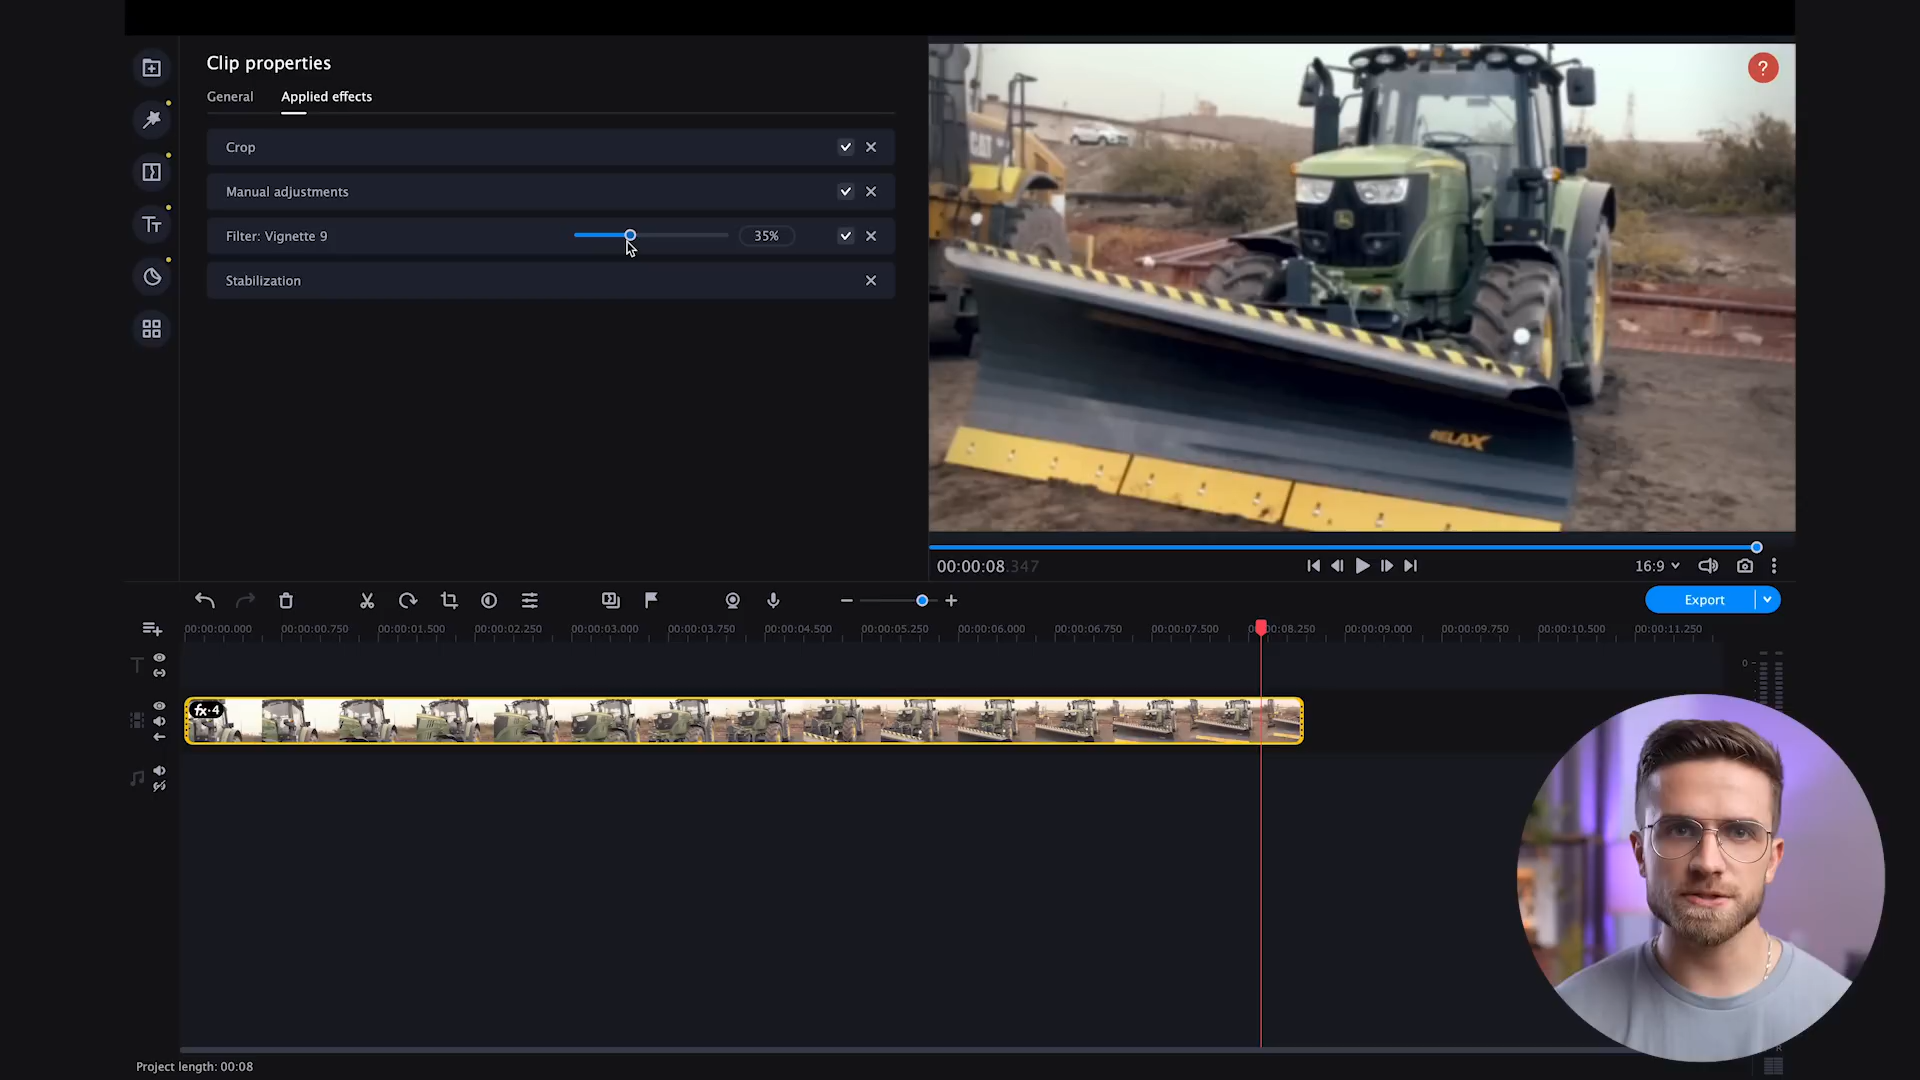 Clip properties
General
Applied effects
Crop
Manual adjustments
Filter: Vignette 9
35%
Stabilization
?
CAT
RELAX
00:00:08.347
16:9
Export
00:00:00.000
00:00:00.750
00:00:01.500
00:00:02.250
00:00:03.000
00:00:03.750
00:00:04.500
00:00:05.250
00:00:06.000
00:00:06.750
00:00:07.500
00:00:08.250
00:00:09.000
00:00:09.750
00:00:10.500
00:00:11.250
0
fx·4
Project length: 00:08